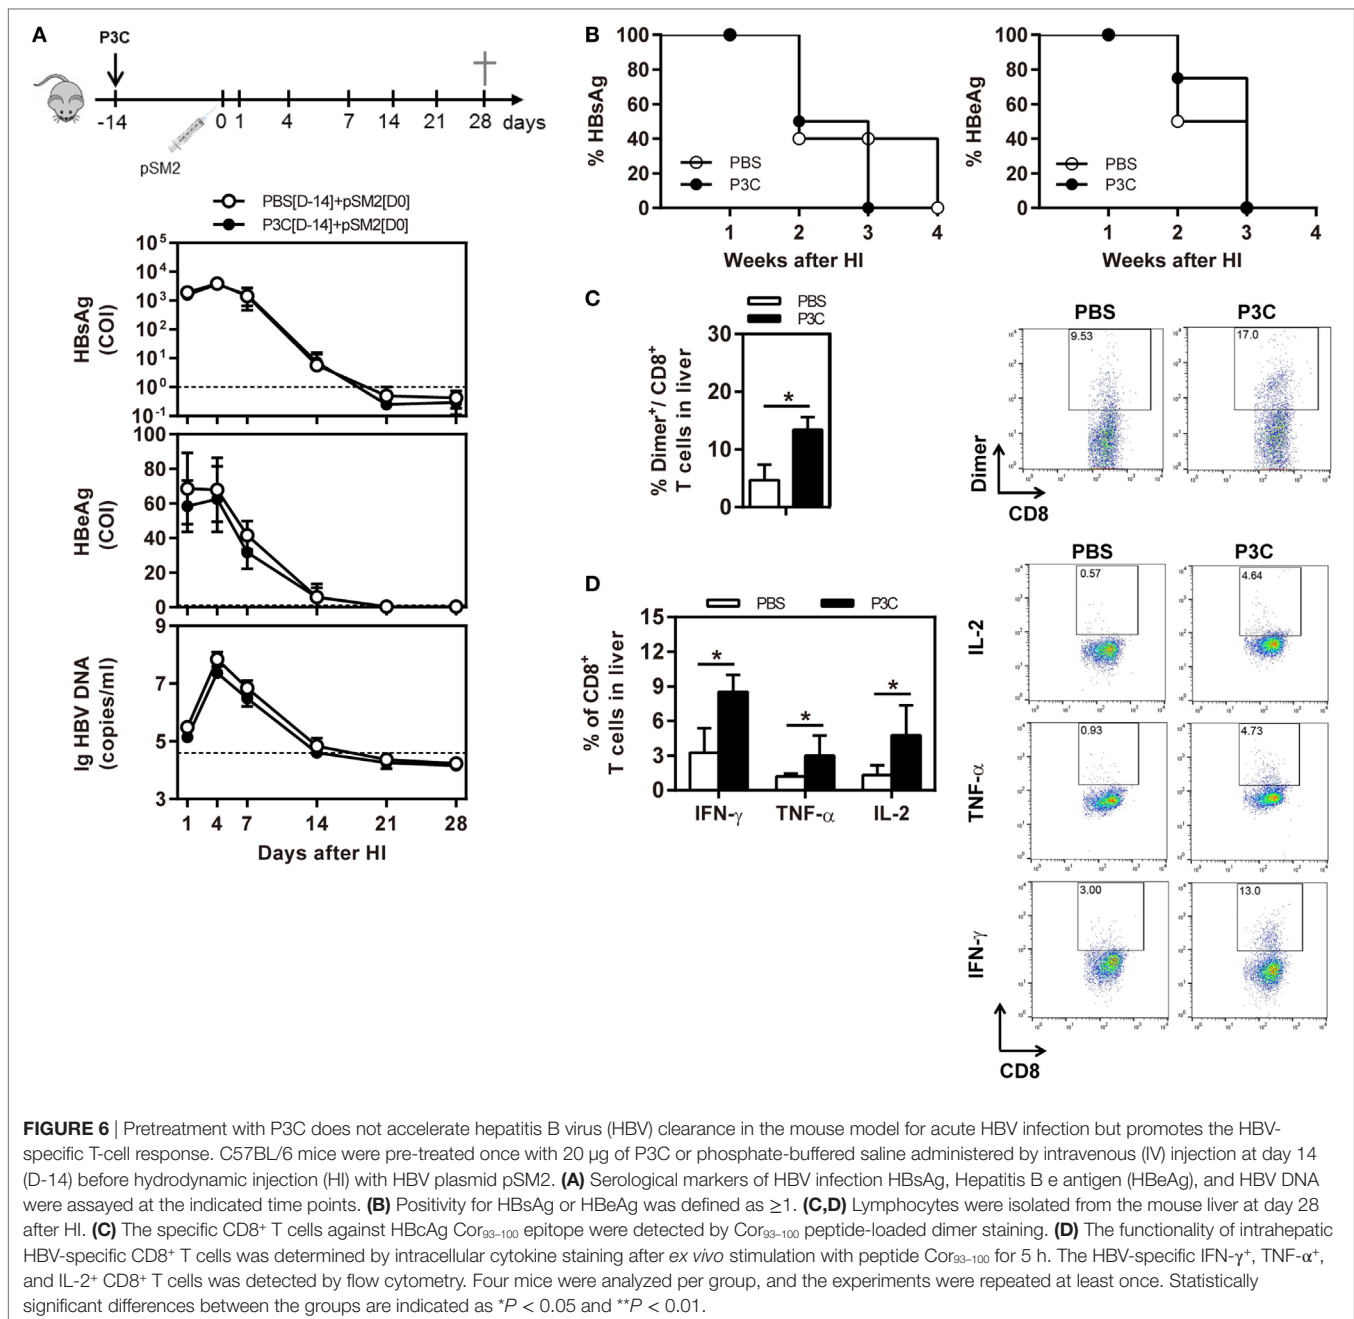 A
P3C
-14 0 1 4 7 14 21 28 days
pSM2
PBS[D-14]+pSM2[D0]
P3C[D-14]+pSM2[D0]
HBsAg
(COI)
10⁵
10⁴
10³
10²
10¹
10⁰
10⁻¹
HBeAg
(COI)
100
80
60
40
20
0
lg HBV DNA
(copies/ml)
9
7
5
3
1 4 7 14 21 28
Days after HI
B
% HBsAg
100
80
60
40
20
0
PBS
P3C
1 2 3 4
Weeks after HI
% HBeAg
100
80
60
40
20
0
PBS
P3C
1 2 3 4
Weeks after HI
C
PBS
P3C
% Dimer⁺/ CD8⁺
T cells in liver
30
20
10
0
*
PBS P3C
9.53 17.0
Dimer
CD8
D
PBS P3C
% of CD8⁺
T cells in liver
15
12
9
6
3
0
* * *
IFN-γ TNF-α IL-2
PBS P3C
IL-2
0.57 4.64
TNF-α
0.93 4.73
IFN-γ
3.00 13.0
CD8
FIGURE 6 | Pretreatment with P3C does not accelerate hepatitis B virus (HBV) clearance in the mouse model for acute HBV infection but promotes the HBV-
specific T-cell response. C57BL/6 mice were pre-treated once with 20 μg of P3C or phosphate-buffered saline administered by intravenous (IV) injection at day 14
(D-14) before hydrodynamic injection (HI) with HBV plasmid pSM2. (A) Serological markers of HBV infection HBsAg, Hepatitis B e antigen (HBeAg), and HBV DNA
were assayed at the indicated time points. (B) Positivity for HBsAg or HBeAg was defined as ≥1. (C,D) Lymphocytes were isolated from the mouse liver at day 28
after HI. (C) The specific CD8⁺ T cells against HBcAg Cor₉₃₋₁₀₀ epitope were detected by Cor₉₃₋₁₀₀ peptide-loaded dimer staining. (D) The functionality of intrahepatic
HBV-specific CD8⁺ T cells was determined by intracellular cytokine staining after ex vivo stimulation with peptide Cor₉₃₋₁₀₀ for 5 h. The HBV-specific IFN-γ⁺, TNF-α⁺,
and IL-2⁺ CD8⁺ T cells was detected by flow cytometry. Four mice were analyzed per group, and the experiments were repeated at least once. Statistically
significant differences between the groups are indicated as *P < 0.05 and **P < 0.01.